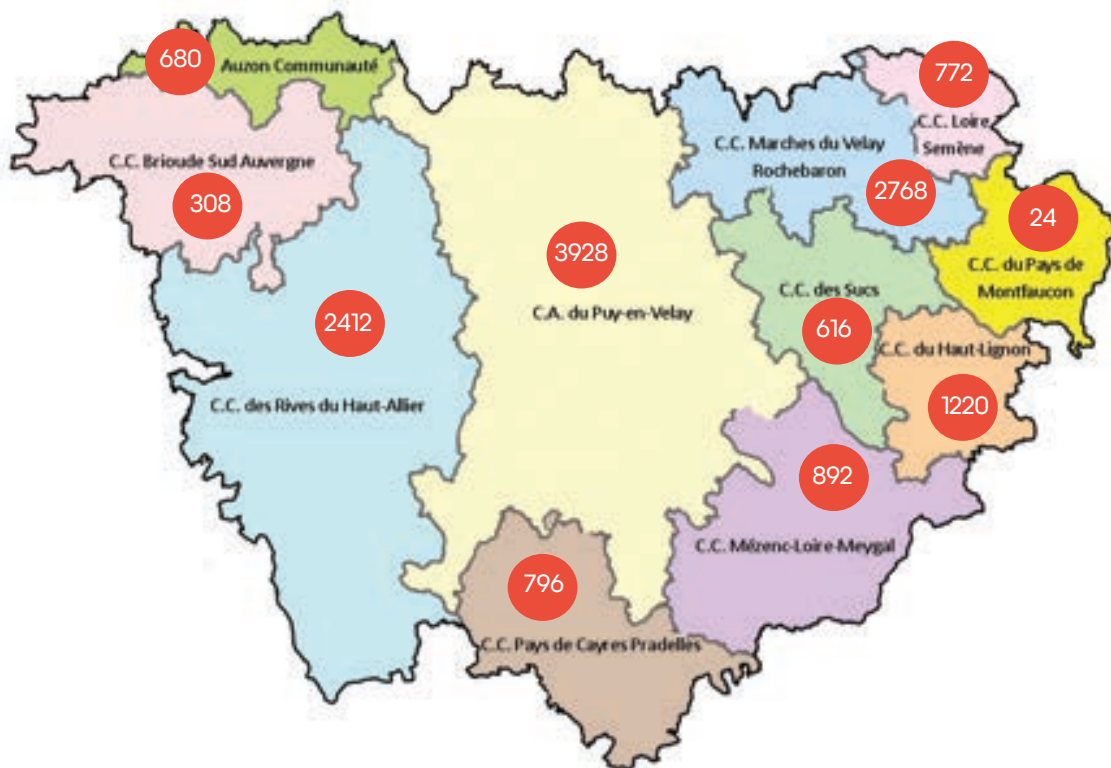 680
Auzon Communauté
772
C.C. Loire
Semène
C.C. Marches du Velay
Rochebaron
2768
C.C. Brioude Sud Auvergne
308
24
C.C. du Pays de
Montfaucon
3928
C.A. du Puy-en-Velay
C.C. des Sucs
616
2412
C.C. du Haut-Lignon
1220
C.C. des Rives du Haut-Allier
892
C.C. Mézenc-Loire-Meygal
796
C.C. Pays de Cayres Pradelles